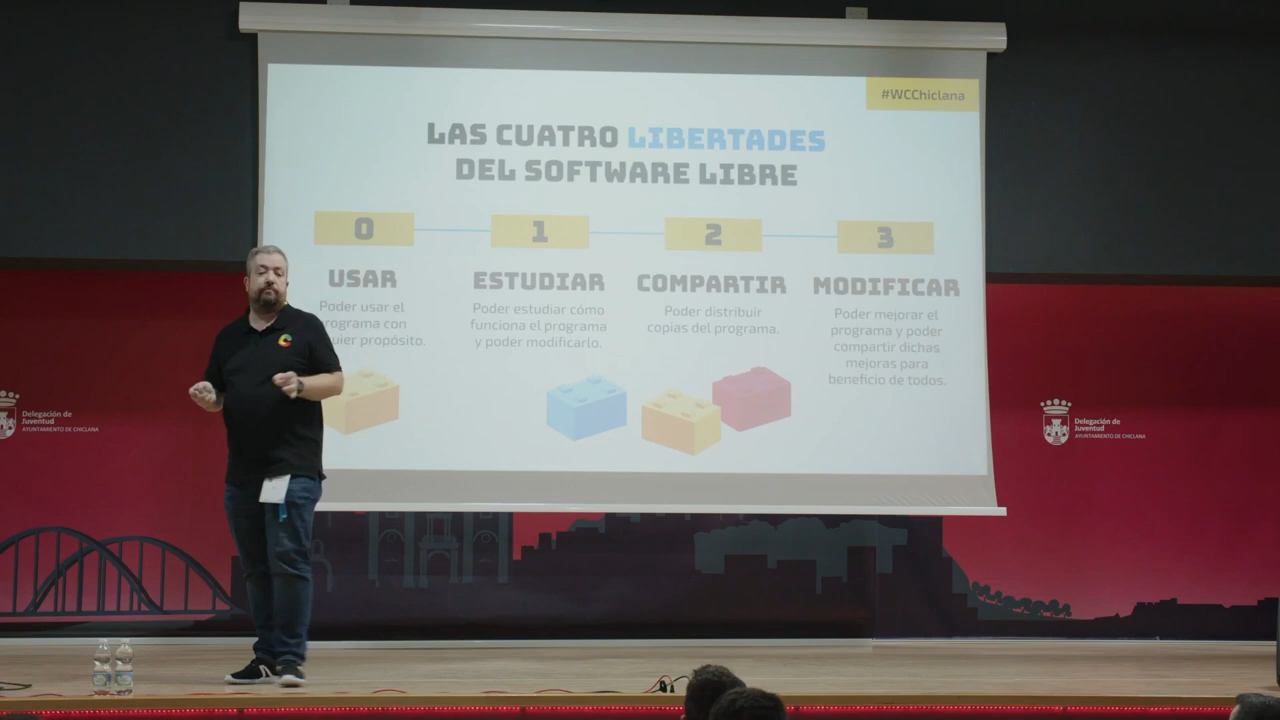 #WCChiclana
LAS CUATRO LIBERTADES
DEL SOFTWARE LIBRE
0
1
2
3
USAR
ESTUDIAR
COMPARTIR
MODIFICAR
Poder usar el
programa con
propósito.
Poder estudiar cómo
funciona el programa
y poder modificarlo.
Poder distribuir
copias del programa.
Poder mejorar el
programa y poder
compartir dichas
mejoras para
beneficio de todos.
Delegación de
Juventud
AYUNTAMIENTO DE CHICLANA
Delegación de
Juventud
AYUNTAMIENTO DE CHICLANA